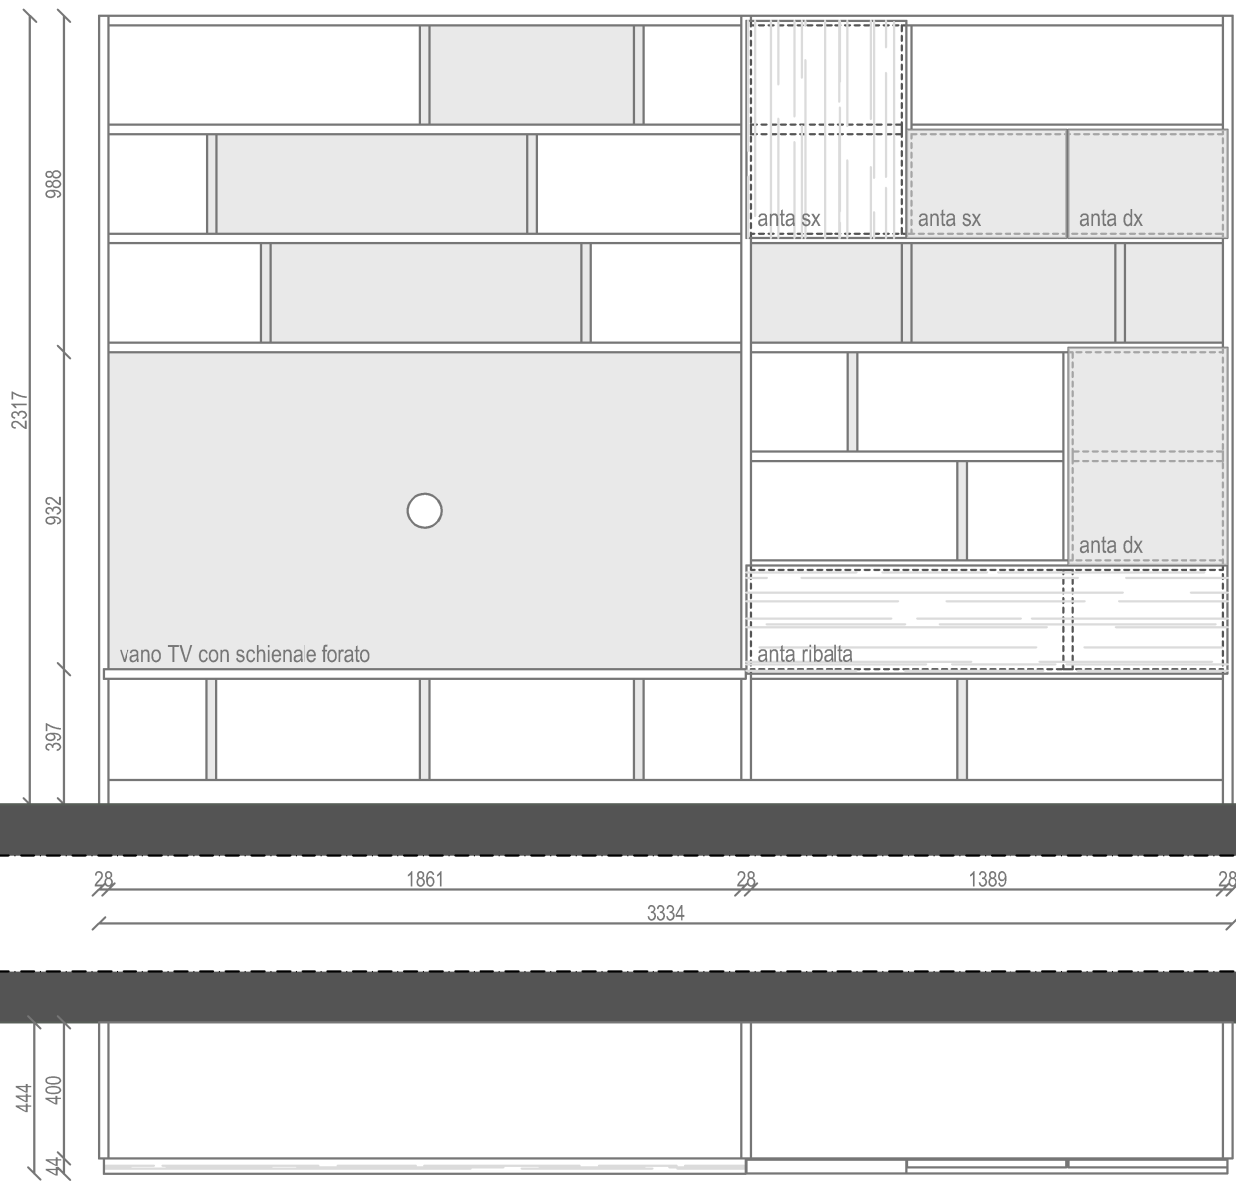 988
2317
932
397
anta sx
anta sx
anta dx
anta dx
vano TV con schienale forato
anta ribalta
28
1861
28
1389
28
3334
444
400
44